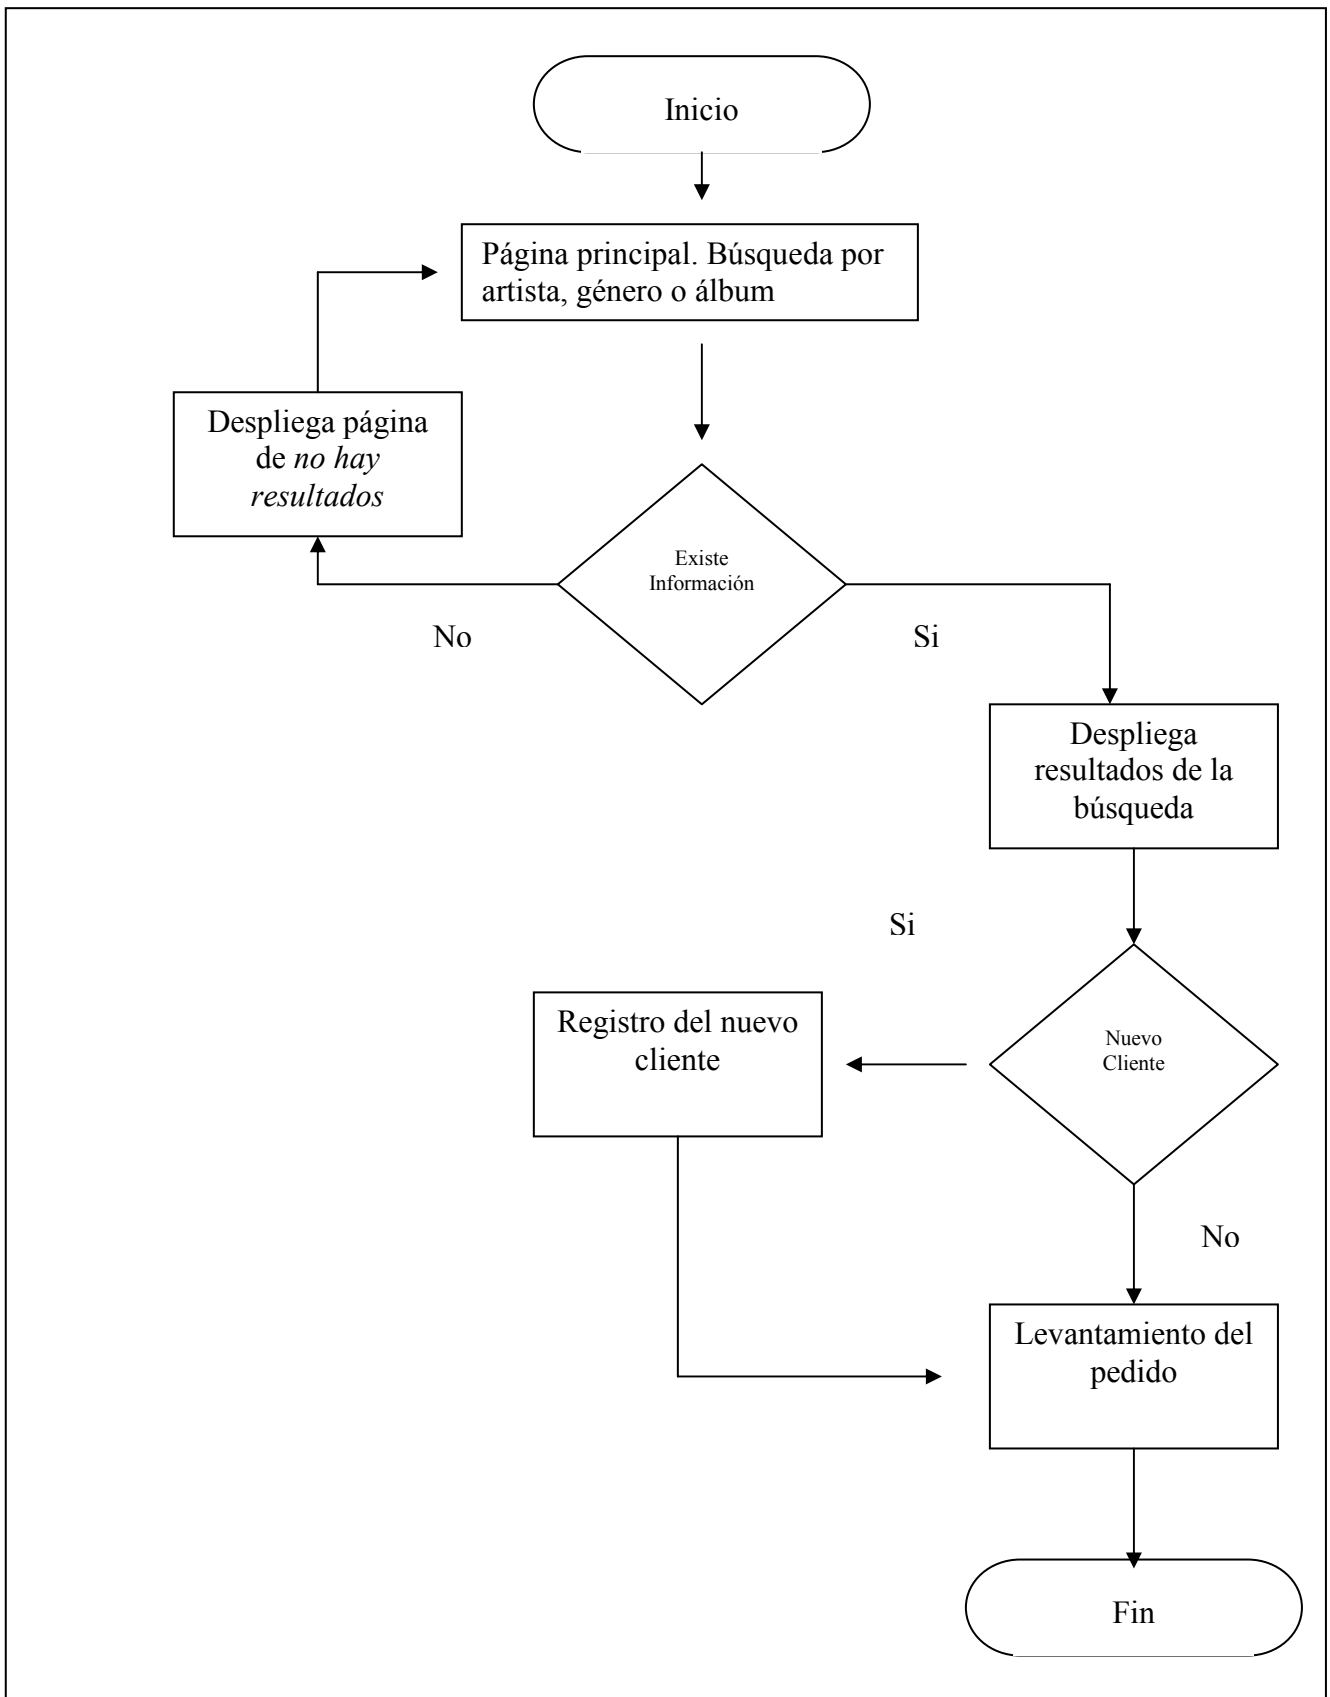 Inicio
Página principal. Búsqueda por
artista, género o álbum
Despliega página
de no hay
resultados
Existe
Información
No
Si
Despliega
resultados de la
búsqueda
Si
Registro del nuevo
cliente
Nuevo
Cliente
No
Levantamiento del
pedido
Fin